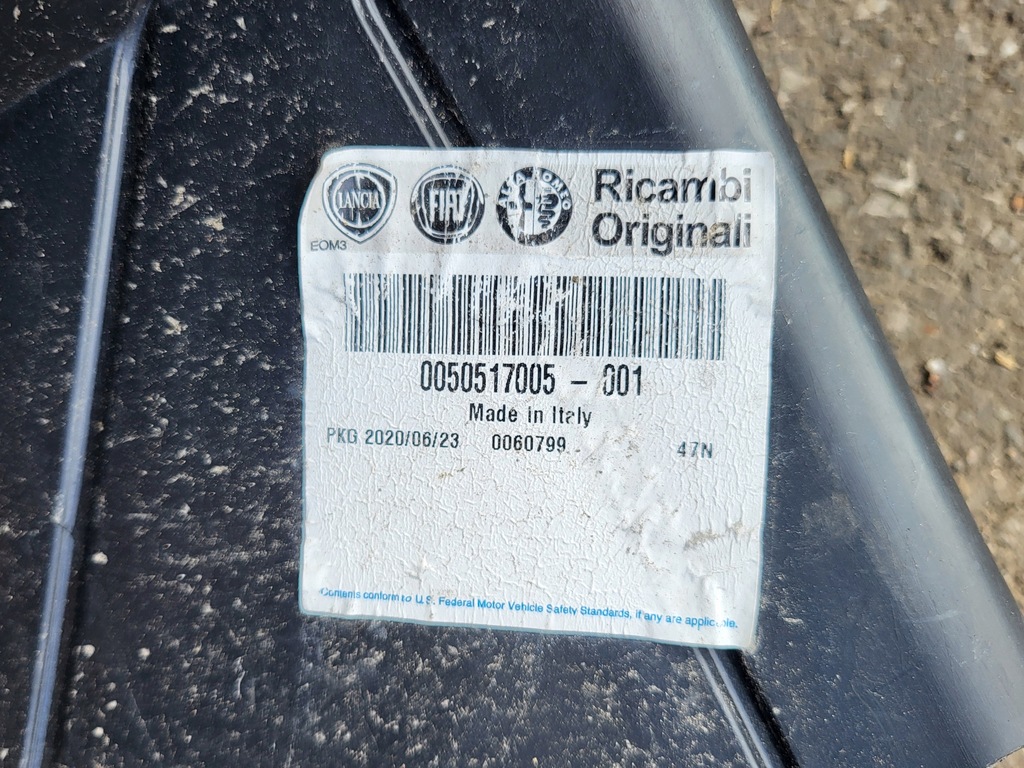 LANCIA
FIAT
ALFA ROMEO
Ricambi
Originali
EOM3
0050517005 - 001
Made in Italy
PKG 2020/06/23 0060799 47N
Contents conform to U.S. Federal Motor Vehicle Safety Standards, if any are applicable.